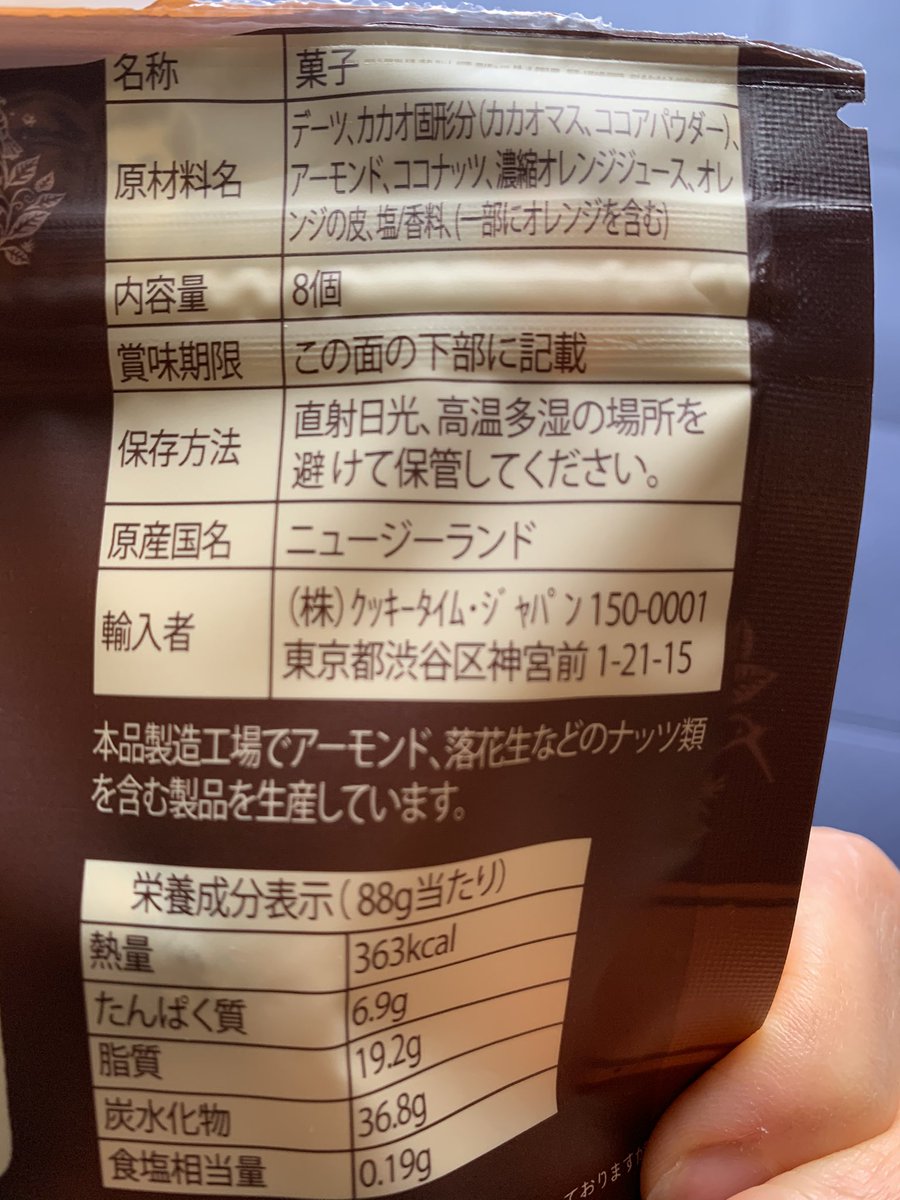 名称 菓子
原材料名 デーツ、カカオ固形分(カカオマス、ココアパウダー)、
アーモンド、ココナッツ、濃縮オレンジジュース、オレ
ンジの皮、塩/香料、(一部にオレンジを含む)
内容量 8個
賞味期限 この面の下部に記載
保存方法 直射日光、高温多湿の場所を
避けて保管してください。
原産国名 ニュージーランド
輸入者 (株)クッキータイム・ジャパン 150-0001
東京都渋谷区神宮前 1-21-15
本品製造工場でアーモンド、落花生などのナッツ類
を含む製品を生産しています。
栄養成分表示(88g当たり)
熱量 363kcal
たんぱく質 6.9g
脂質 19.2g
炭水化物 36.8g
食塩相当量 0.19g
ておりますが